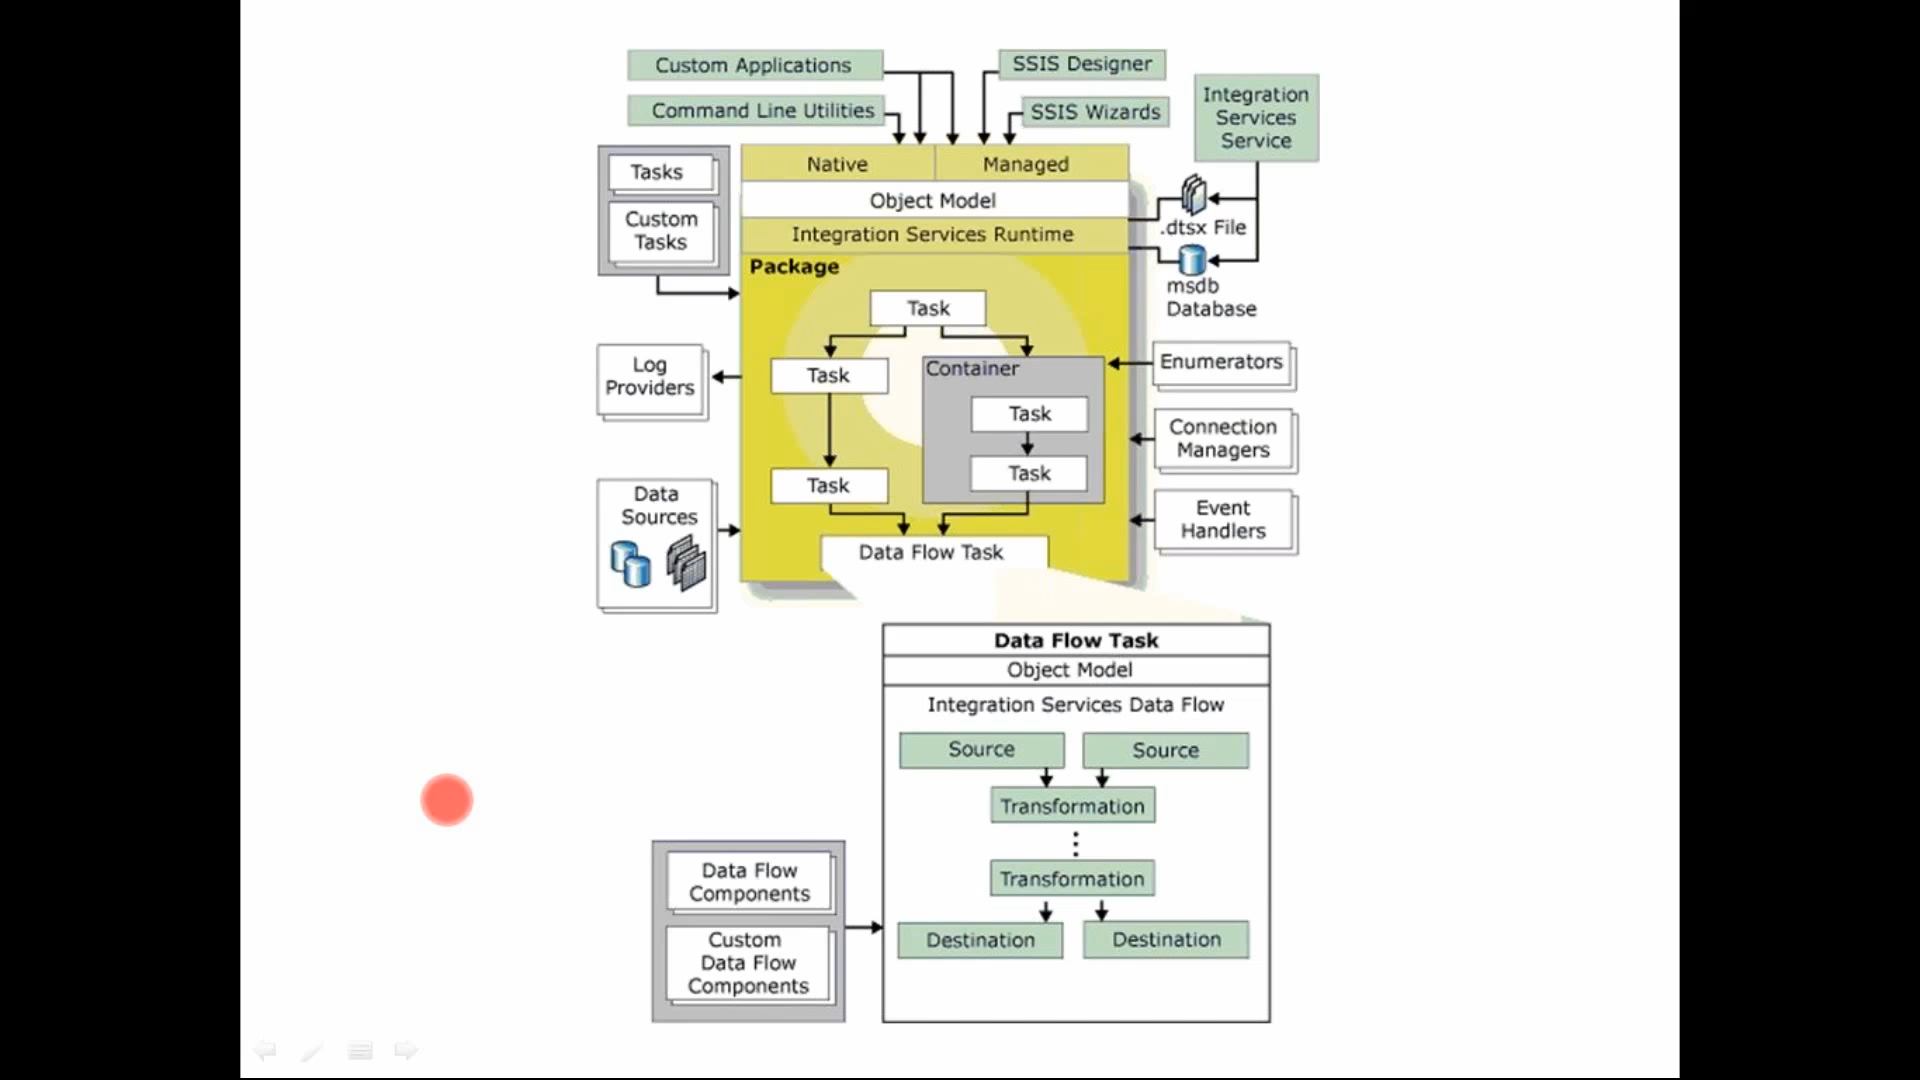 Custom Applications
SSIS Designer
Command Line Utilities
SSIS Wizards
Integration
Services
Service
Tasks
Custom
Tasks
Native
Managed
Object Model
Integration Services Runtime
.dtsx File
msdb
Database
Package
Task
Task
Container
Task
Task
Task
Log
Providers
Enumerators
Connection
Managers
Data
Sources
Event
Handlers
Data Flow Task
Data Flow Task
Object Model
Integration Services Data Flow
Source
Source
Transformation
Transformation
Destination
Destination
Data Flow
Components
Custom
Data Flow
Components